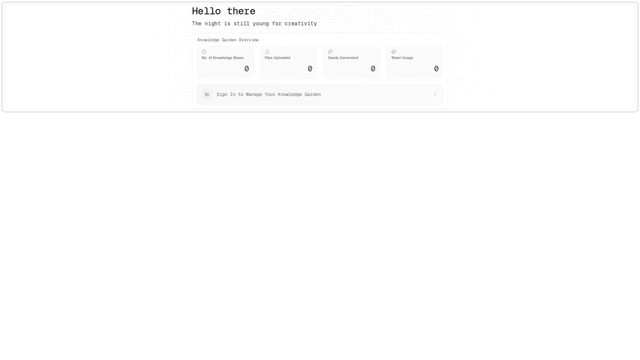 Hello there
The night is still young for creativity
Knowledge Garden Overview
No. of Knowledge Bases
0
Files Uploaded
0
Seeds Generated
0
Token Usage
0
Sign In to Manage Your Knowledge Garden